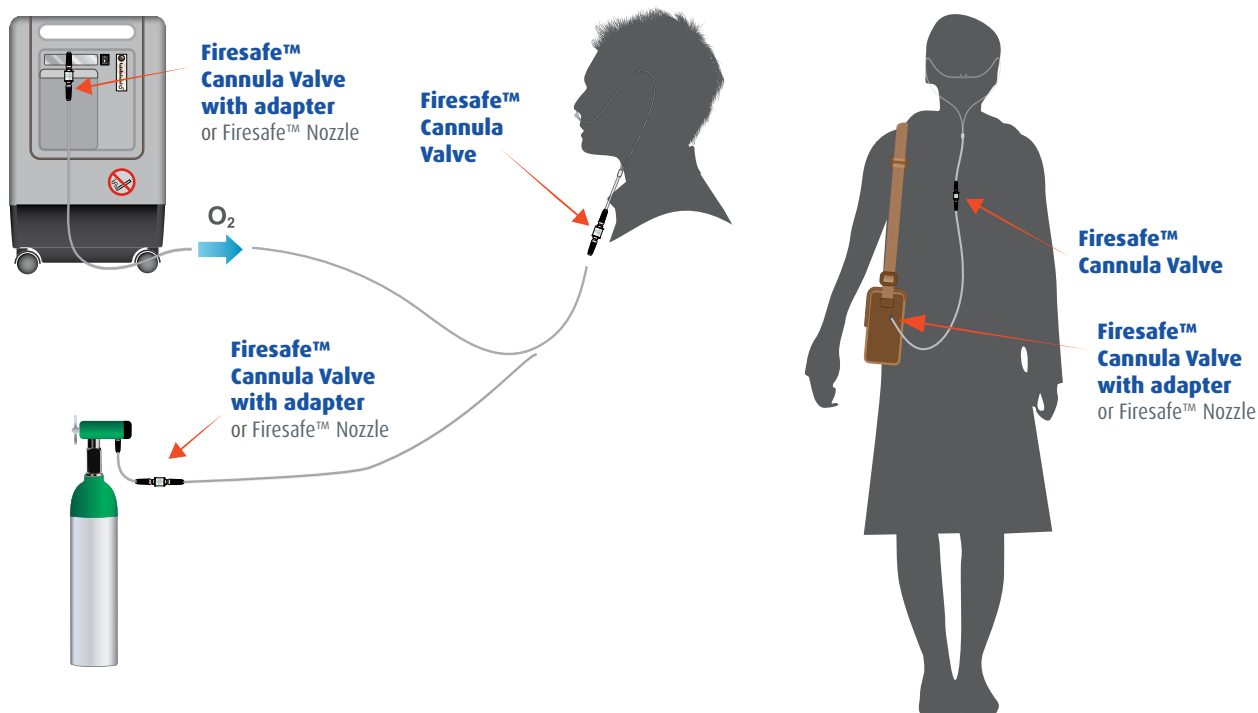 Firesafe™
Cannula Valve
with adapter
or Firesafe™ Nozzle
O₂
Firesafe™
Cannula
Valve
Firesafe™
Cannula Valve
with adapter
or Firesafe™ Nozzle
Firesafe™
Cannula Valve
Firesafe™
Cannula Valve
with adapter
or Firesafe™ Nozzle